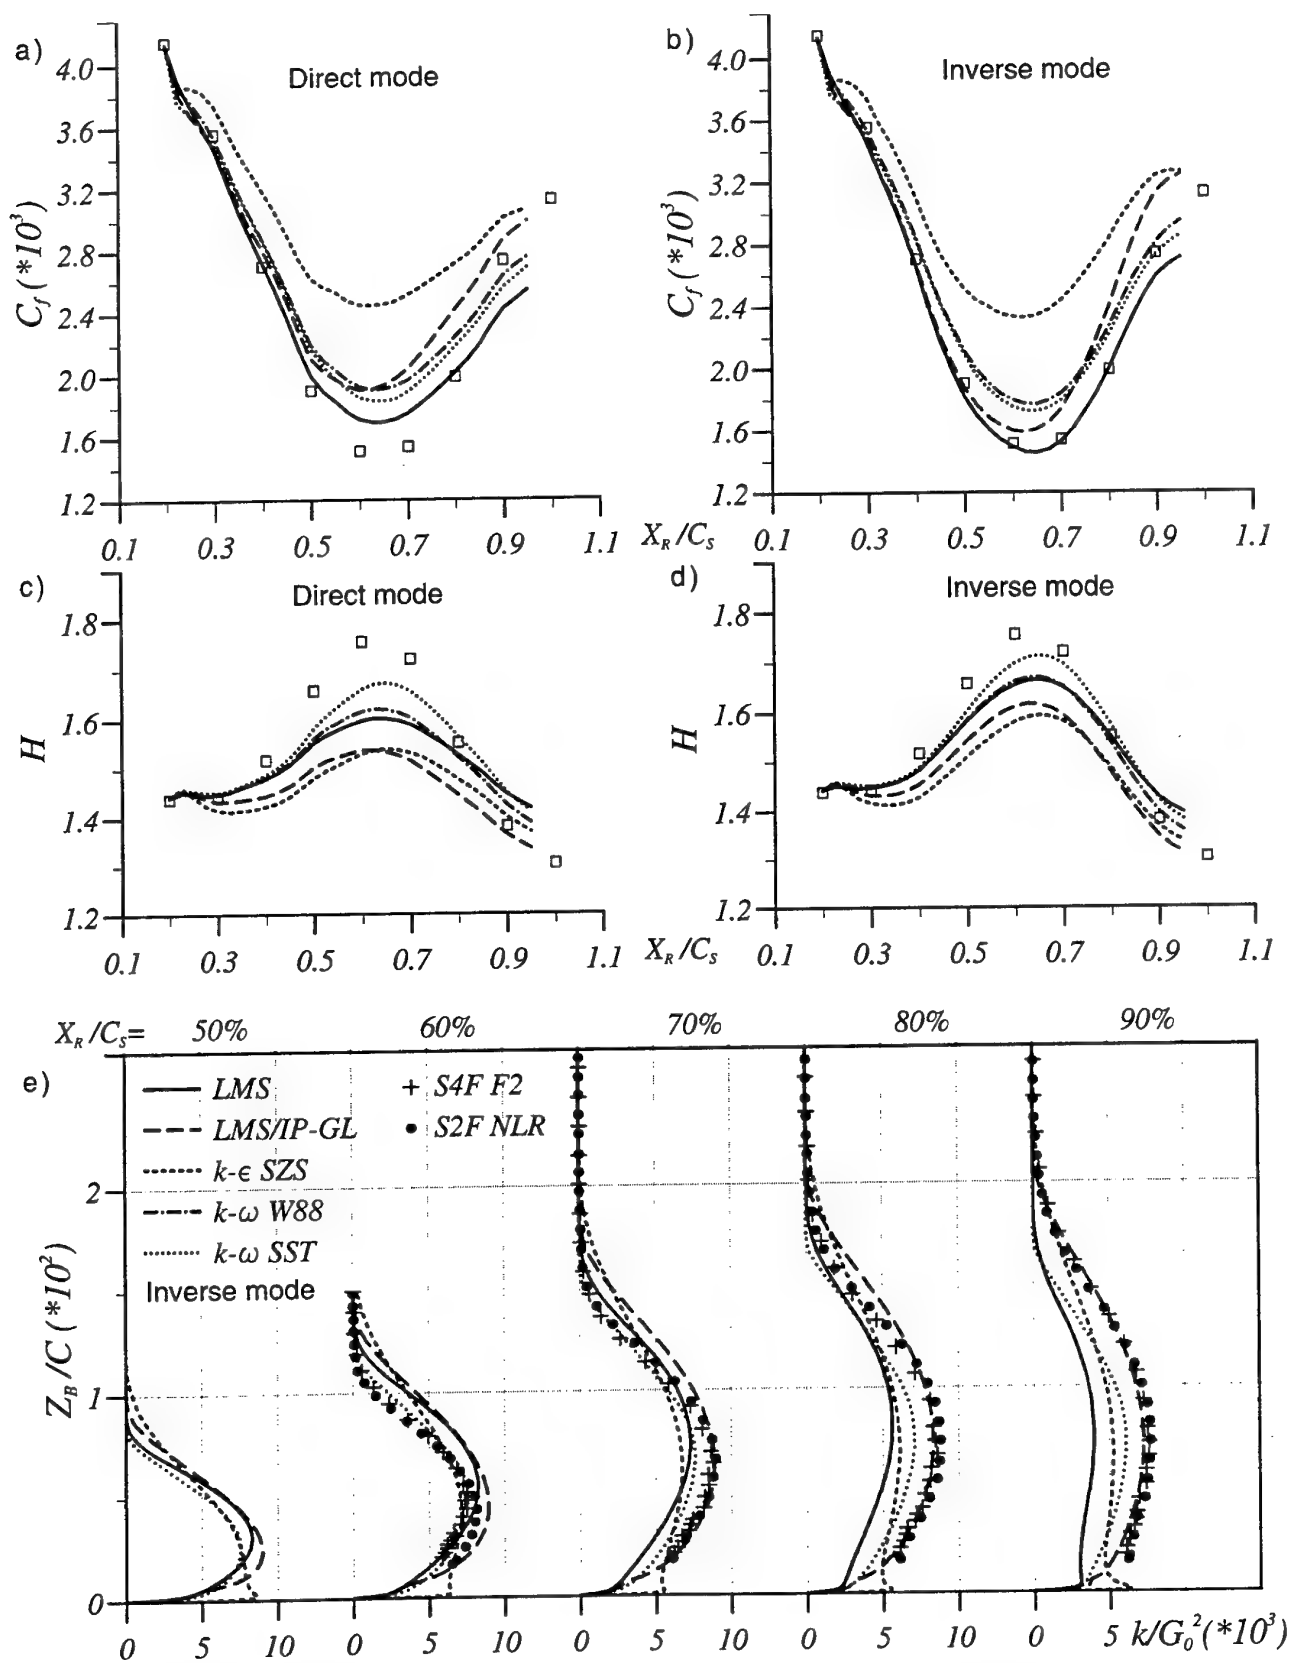 a)
Direct mode
C_f (*10^3)
4.0
3.6
3.2
2.8
2.4
2.0
1.6
1.2
0.1 0.3 0.5 0.7 0.9 1.1 X_R/C_S
b)
Inverse mode
C_f (*10^3)
4.0
3.6
3.2
2.8
2.4
2.0
1.6
1.2
0.1 0.3 0.5 0.7 0.9 1.1
c)
Direct mode
H
1.8
1.6
1.4
1.2
0.1 0.3 0.5 0.7 0.9 1.1 X_R/C_S
d)
Inverse mode
H
1.8
1.6
1.4
1.2
0.1 0.3 0.5 0.7 0.9 1.1
X_R/C_S= 50% 60% 70% 80% 90%
e)
LMS + S4F F2
LMS/IP-GL • S2F NLR
k-ϵ SZS
k-ω W88
k-ω SST
Inverse mode
Z_B/C (*10^2)
2
1
0
0 5 0 5 10 0 5 10 0 5 10 0 5 k/G_0^2 (*10^3)